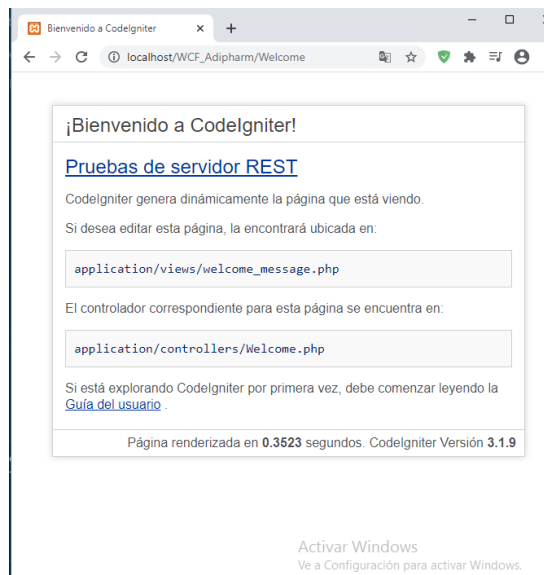 Bienvenido a CodeIgniter
localhost/WCF_Adipharm/Welcome
¡Bienvenido a CodeIgniter!
Pruebas de servidor REST
CodeIgniter genera dinámicamente la página que está viendo.
Si desea editar esta página, la encontrará ubicada en:
application/views/welcome_message.php
El controlador correspondiente para esta página se encuentra en:
application/controllers/Welcome.php
Si está explorando CodeIgniter por primera vez, debe comenzar leyendo la
Guía del usuario .
Página renderizada en 0.3523 segundos. CodeIgniter Versión 3.1.9
Activar Windows
Ve a Configuración para activar Windows.